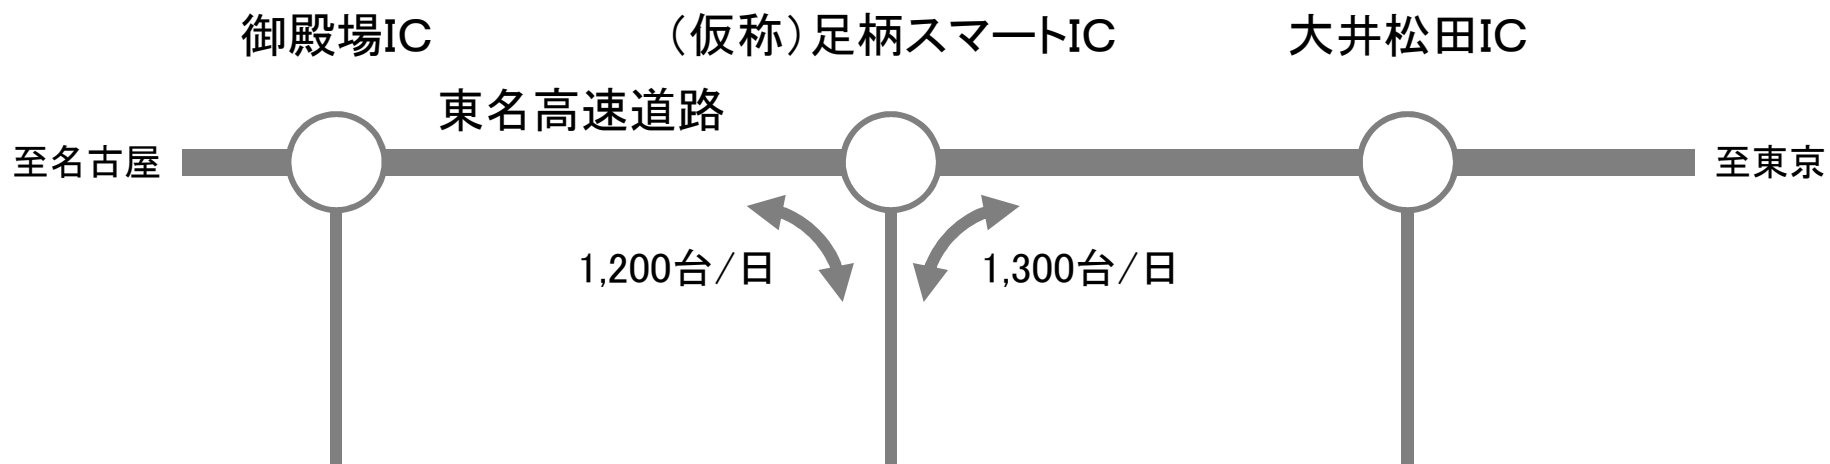 御殿場IC
（仮称）足柄スマートIC
大井松田IC
東名高速道路
至名古屋
至東京
1,200台/日
1,300台/日